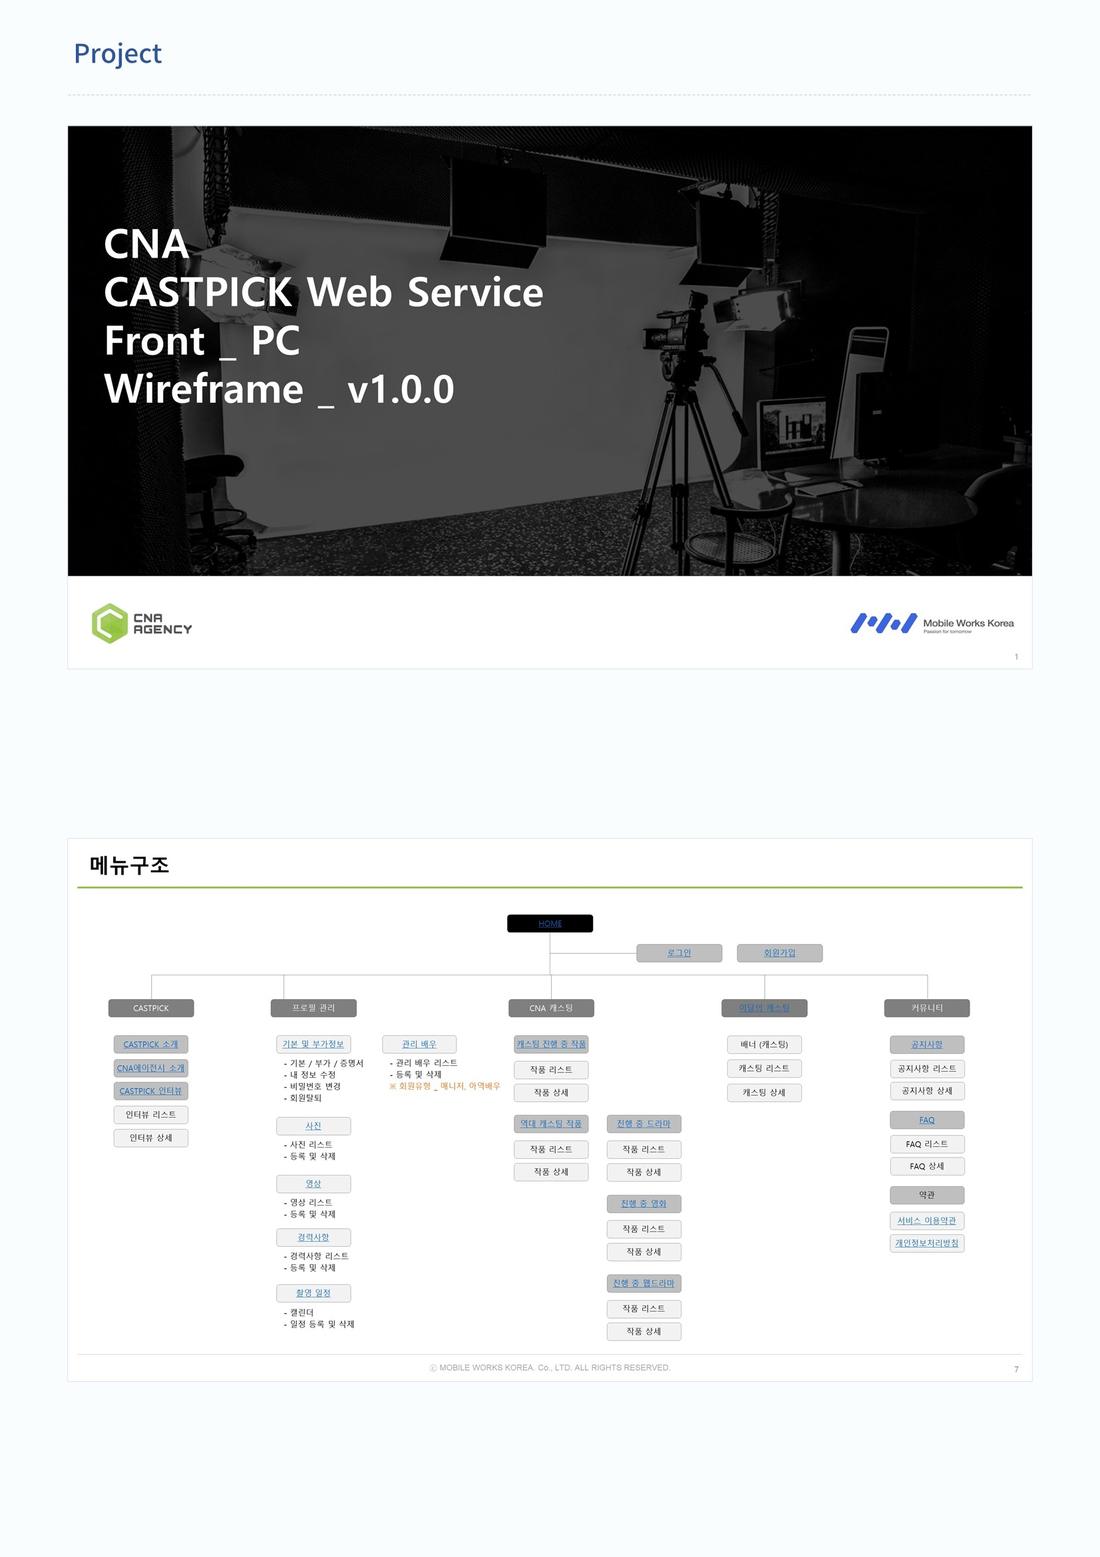 Project
CNA
CASTPICK Web Service
Front _ PC
Wireframe _ v1.0.0
CNA
AGENCY
Mobile Works Korea
Passion for tomorrow
1
메뉴구조
HOME
로그인
회원가입
CASTPICK
CASTPICK 소개
CNA에이전시 소개
CASTPICK 인터뷰
인터뷰 리스트
인터뷰 상세
프로필 관리
기본 및 부가정보
- 기본 / 부가 / 증명서
- 내 정보 수정
- 비밀번호 변경
- 회원탈퇴
사진
- 사진 리스트
- 등록 및 삭제
영상
- 영상 리스트
- 등록 및 삭제
경력사항
- 경력사항 리스트
- 등록 및 삭제
촬영 일정
- 캘린더
- 일정 등록 및 삭제
관리 배우
- 관리 배우 리스트
- 등록 및 삭제
※ 회원유형 _ 매니저, 아역배우
CNA 캐스팅
캐스팅 진행 중 작품
작품 리스트
작품 상세
역대 캐스팅 작품
작품 리스트
작품 상세
진행 중 드라마
작품 리스트
작품 상세
진행 중 영화
작품 리스트
작품 상세
진행 중 웹드라마
작품 리스트
작품 상세
이달의 캐스팅
배너 (캐스팅)
캐스팅 리스트
캐스팅 상세
커뮤니티
공지사항
공지사항 리스트
공지사항 상세
FAQ
FAQ 리스트
FAQ 상세
약관
서비스 이용약관
개인정보처리방침
ⓒ MOBILE WORKS KOREA. Co., LTD. ALL RIGHTS RESERVED.
7